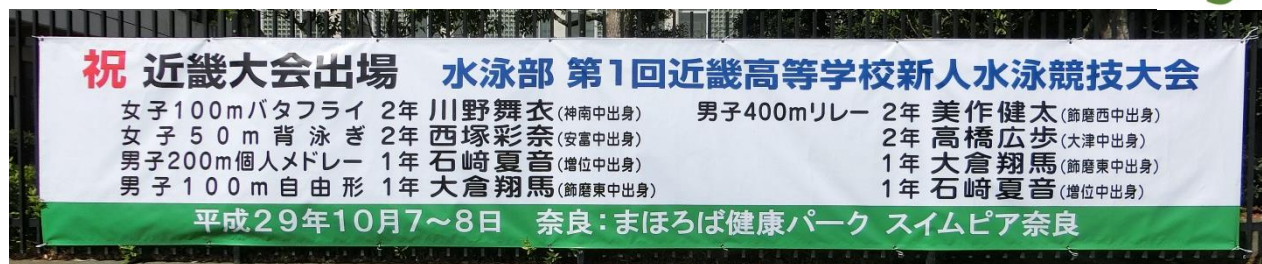 祝 近畿大会出場 水泳部 第1回近畿高等学校新人水泳競技大会
女子100mバタフライ 2年 川野舞衣(神南中出身) 男子400mリレー 2年 美作健太(飾磨西中出身)
女子50m背泳ぎ 2年 西塚彩奈(安富中出身) 2年 高橋広歩(大津中出身)
男子200m個人メドレー 1年 石﨑夏音(増位中出身) 1年 大倉翔馬(飾磨東中出身)
男子100m自由形 1年 大倉翔馬(飾磨東中出身) 1年 石﨑夏音(増位中出身)
平成29年10月7~8日 奈良:まほろば健康パーク スイムピア奈良